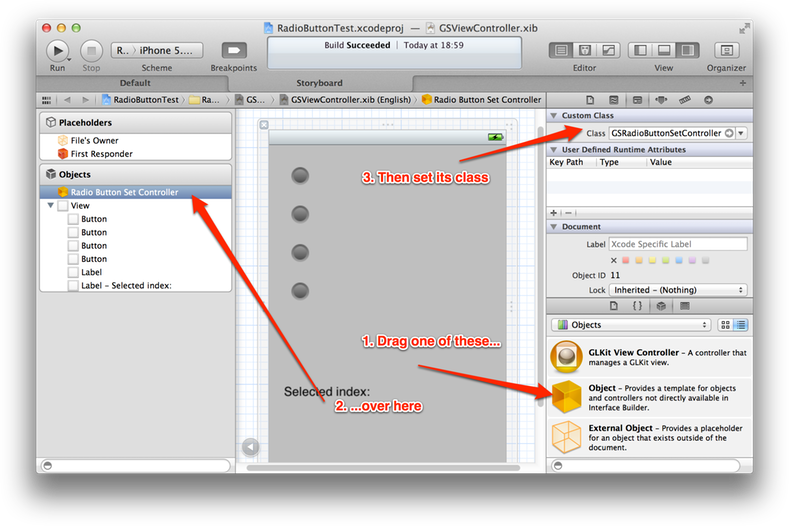 RadioButtonTest.xcodeproj — GSViewController.xib
Build Succeeded | Today at 18:59
R... iPhone 5....
Run Stop Scheme Breakpoints Editor View Organizer
Default Storyboard +
RadioButtonTest Ra... GS... GSViewController.xib (English) Radio Button Set Controller
Placeholders
File's Owner
First Responder
Objects
Radio Button Set Controller
View
Button
Button
Button
Button
Label
Label – Selected index:
Selected index:
1. Drag one of these...
2. ...over here
3. Then set its class
Custom Class
Class GSRadioButtonSetController
User Defined Runtime Attributes
Key Path Type Value
+ −
Document
Label Xcode Specific Label
×
Object ID 11
Lock Inherited – (Nothing)
{ }
Objects
GLKit View Controller – A controller that
manages a GLKit view.
Object – Provides a template for objects
and controllers not directly available in
Interface Builder.
External Object – Provides a placeholder
for an object that exists outside of the
document.